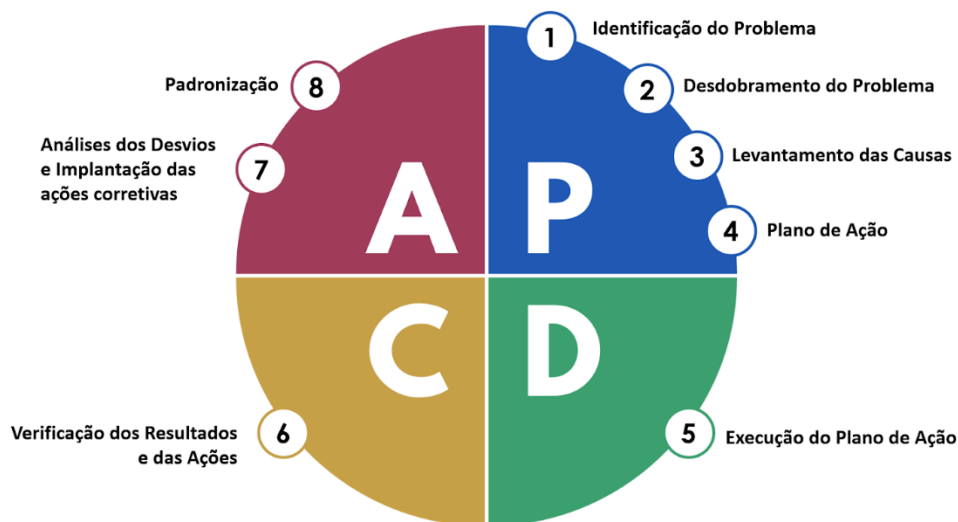 1
Identificação do Problema
2
Desdobramento do Problema
3
Levantamento das Causas
4
Plano de Ação
5
Execução do Plano de Ação
6
Verificação dos Resultados
e das Ações
7
Análises dos Desvios
e Implantação das
ações corretivas
8
Padronização
A P
C D